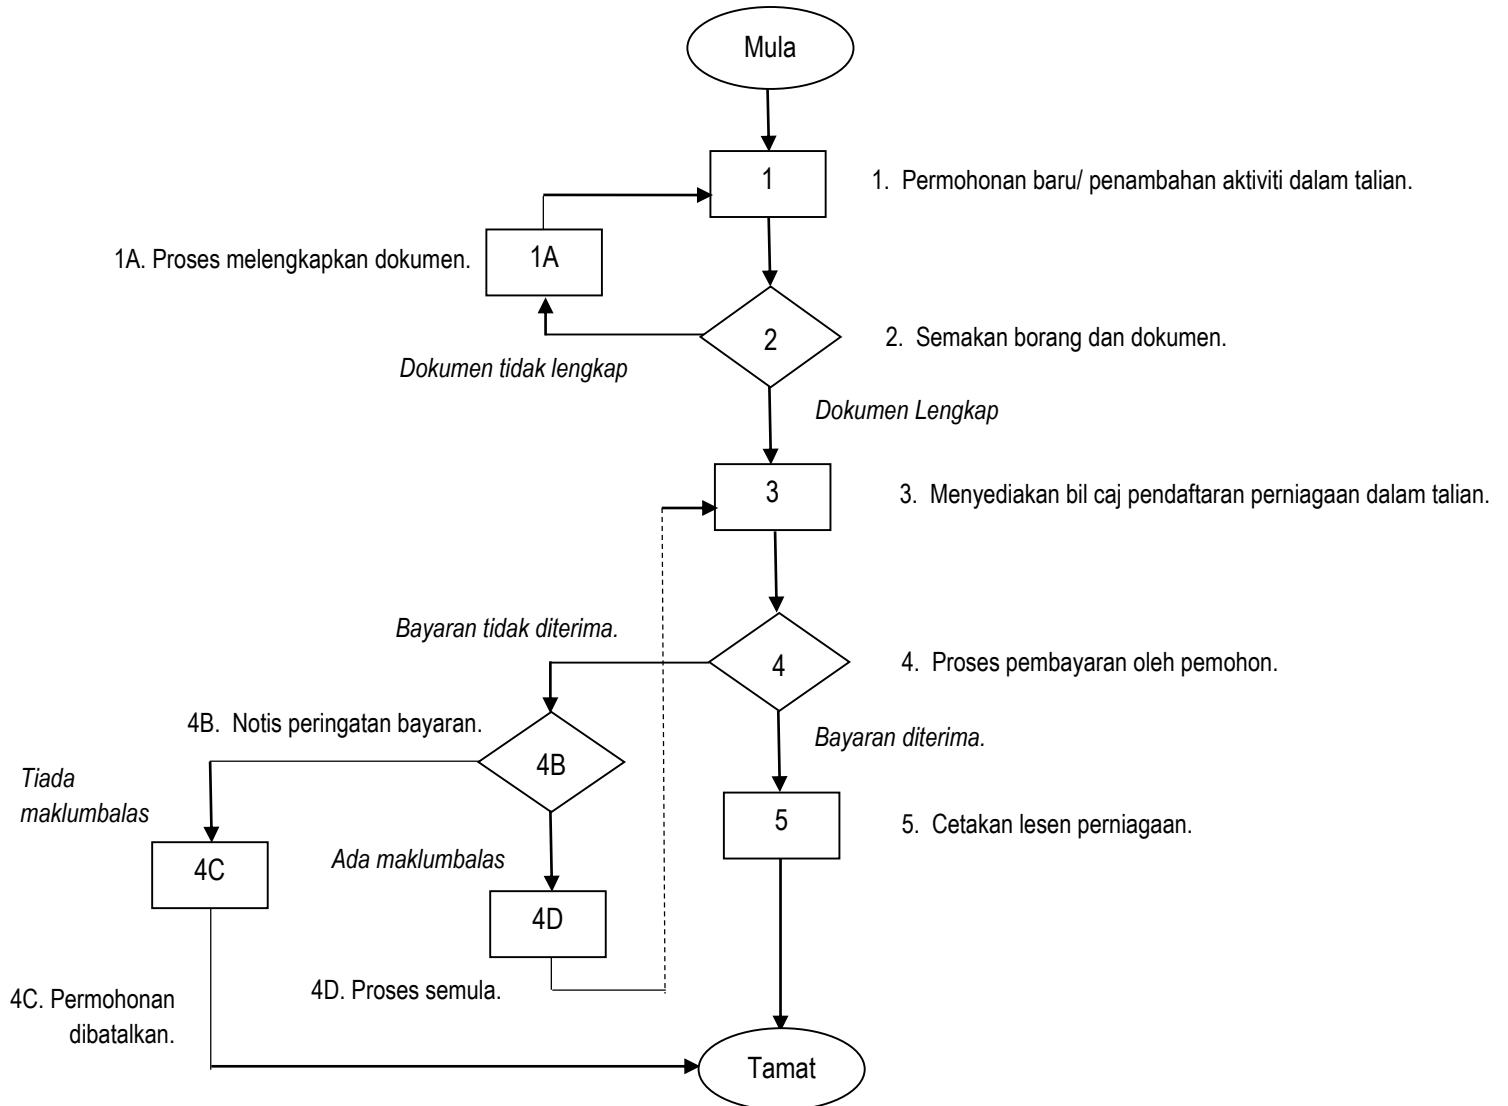 Mula
1
1. Permohonan baru/ penambahan aktiviti dalam talian.
1A. Proses melengkapkan dokumen.
1A
2
2. Semakan borang dan dokumen.
Dokumen tidak lengkap
Dokumen Lengkap
3
3. Menyediakan bil caj pendaftaran perniagaan dalam talian.
Bayaran tidak diterima.
4
4. Proses pembayaran oleh pemohon.
4B. Notis peringatan bayaran.
4B
Bayaran diterima.
Tiada
maklumbalas
5
5. Cetakan lesen perniagaan.
Ada maklumbalas
4C
4D
4D. Proses semula.
4C. Permohonan
dibatalkan.
Tamat